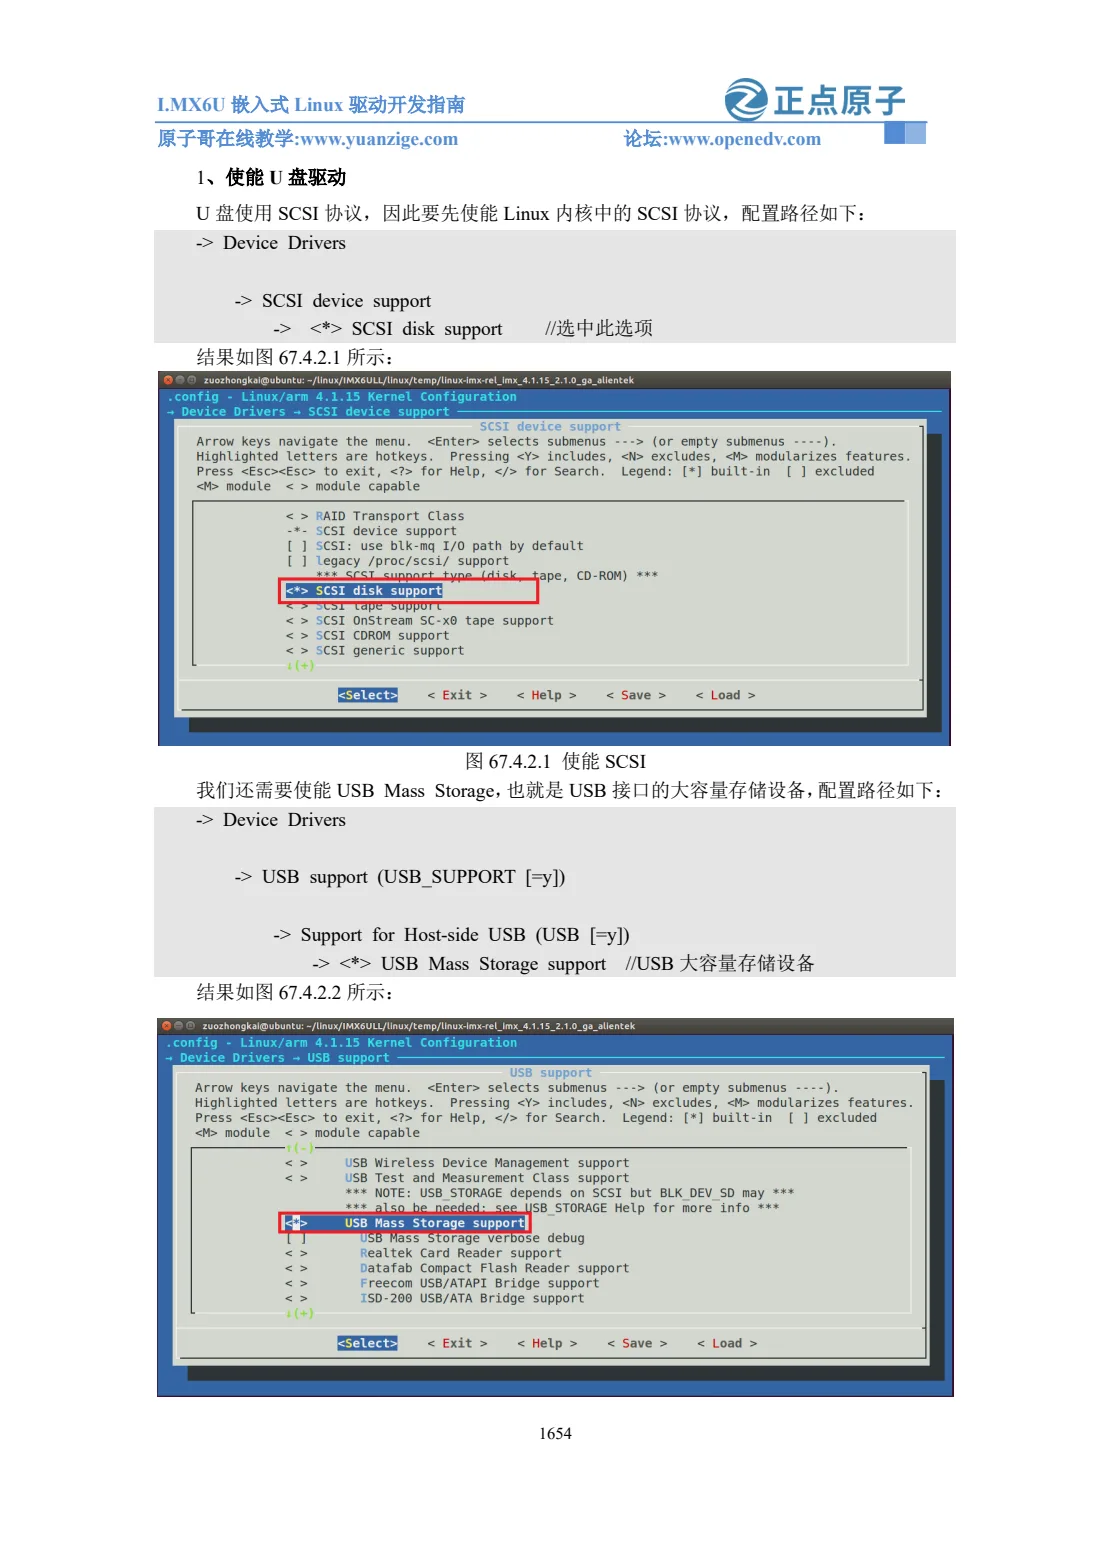 I.MX6U 嵌入式 Linux 驱动开发指南
正点原子
原子哥在线教学:www.yuanzige.com 论坛:www.openedv.com
1、使能 U 盘驱动
U 盘使用 SCSI 协议，因此要先使能 Linux 内核中的 SCSI 协议，配置路径如下：
-> Device Drivers
-> SCSI device support
-> <*> SCSI disk support //选中此选项
结果如图 67.4.2.1 所示：
zuozhongkai@ubuntu: ~/linux/IMX6ULL/linux/temp/linux-imx-rel_imx_4.1.15_2.1.0_ga_alientek
.config - Linux/arm 4.1.15 Kernel Configuration
→ Device Drivers → SCSI device support
SCSI device support
Arrow keys navigate the menu. <Enter> selects submenus ---> (or empty submenus ----).
Highlighted letters are hotkeys. Pressing <Y> includes, <N> excludes, <M> modularizes features.
Press <Esc><Esc> to exit, <?> for Help, </> for Search. Legend: [*] built-in [ ] excluded
<M> module < > module capable
< > RAID Transport Class
-*- SCSI device support
[ ] SCSI: use blk-mq I/O path by default
[ ] legacy /proc/scsi/ support
*** SCSI support type (disk, tape, CD-ROM) ***
<*> SCSI disk support
< > SCSI tape support
< > SCSI OnStream SC-x0 tape support
< > SCSI CDROM support
< > SCSI generic support
↓(+)
<Select> < Exit > < Help > < Save > < Load >
图 67.4.2.1 使能 SCSI
我们还需要使能 USB Mass Storage，也就是 USB 接口的大容量存储设备，配置路径如下：
-> Device Drivers
-> USB support (USB_SUPPORT [=y])
-> Support for Host-side USB (USB [=y])
-> <*> USB Mass Storage support //USB 大容量存储设备
结果如图 67.4.2.2 所示：
zuozhongkai@ubuntu: ~/linux/IMX6ULL/linux/temp/linux-imx-rel_imx_4.1.15_2.1.0_ga_alientek
.config - Linux/arm 4.1.15 Kernel Configuration
→ Device Drivers → USB support
USB support
Arrow keys navigate the menu. <Enter> selects submenus ---> (or empty submenus ----).
Highlighted letters are hotkeys. Pressing <Y> includes, <N> excludes, <M> modularizes features.
Press <Esc><Esc> to exit, <?> for Help, </> for Search. Legend: [*] built-in [ ] excluded
<M> module < > module capable
↑(-)
< > USB Wireless Device Management support
< > USB Test and Measurement Class support
*** NOTE: USB_STORAGE depends on SCSI but BLK_DEV_SD may ***
*** also be needed; see USB_STORAGE Help for more info ***
<*> USB Mass Storage support
[ ] USB Mass Storage verbose debug
< > Realtek Card Reader support
< > Datafab Compact Flash Reader support
< > Freecom USB/ATAPI Bridge support
< > ISD-200 USB/ATA Bridge support
↓(+)
<Select> < Exit > < Help > < Save > < Load >
1654